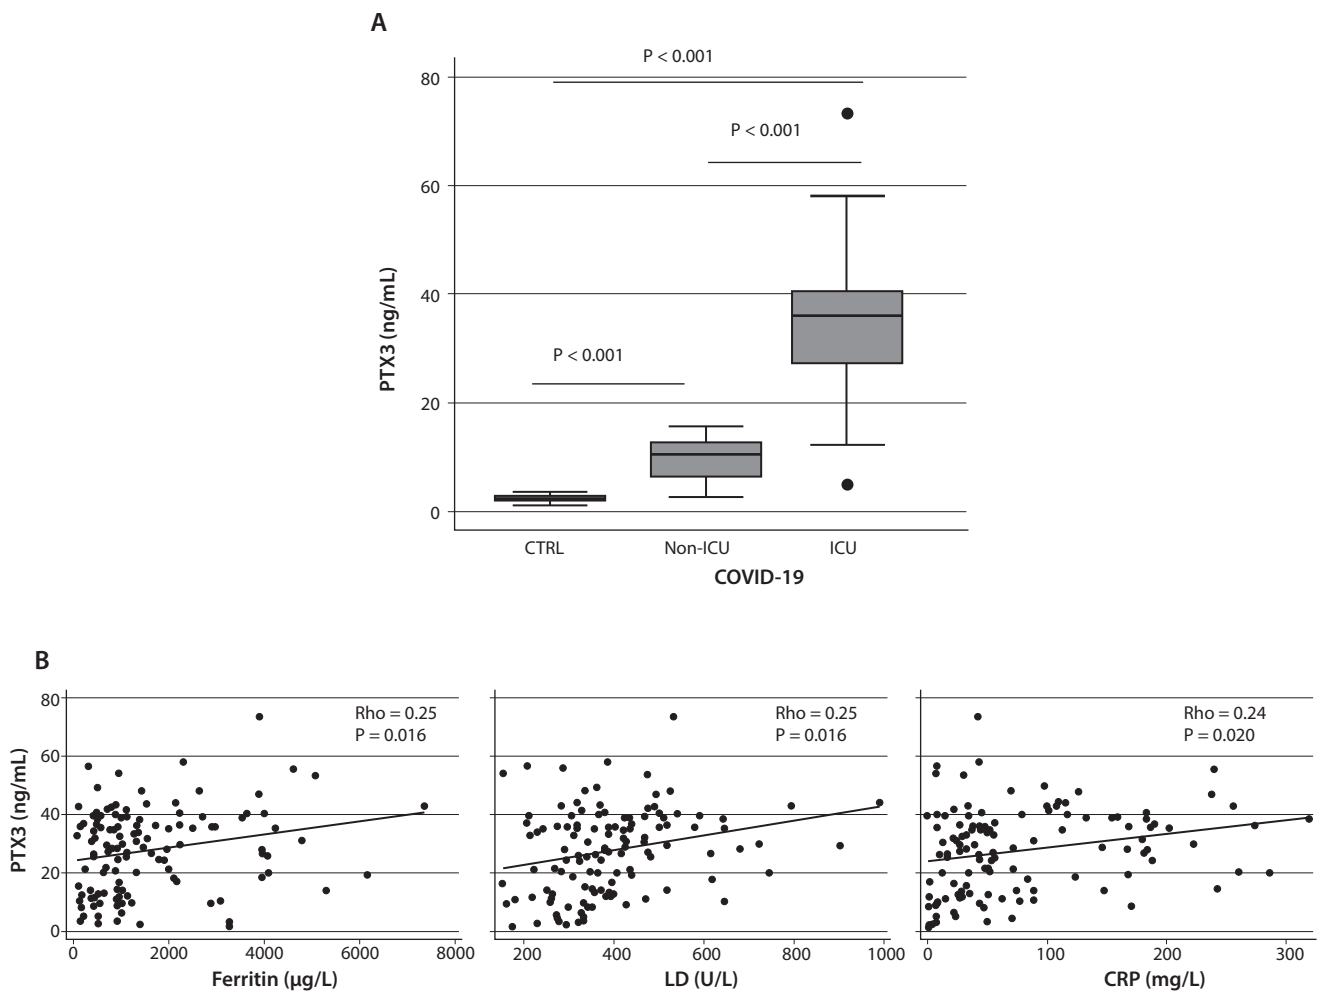 A
P < 0.001
80
P < 0.001
60
40
PTX3 (ng/mL)
P < 0.001
20
0
CTRL Non-ICU ICU
COVID-19
B
80
60
40
20
0
PTX3 (ng/mL)
Rho = 0.25
P = 0.016
0 2000 4000 6000 8000
Ferritin (µg/L)
Rho = 0.25
P = 0.016
200 400 600 800 1000
LD (U/L)
Rho = 0.24
P = 0.020
0 100 200 300
CRP (mg/L)